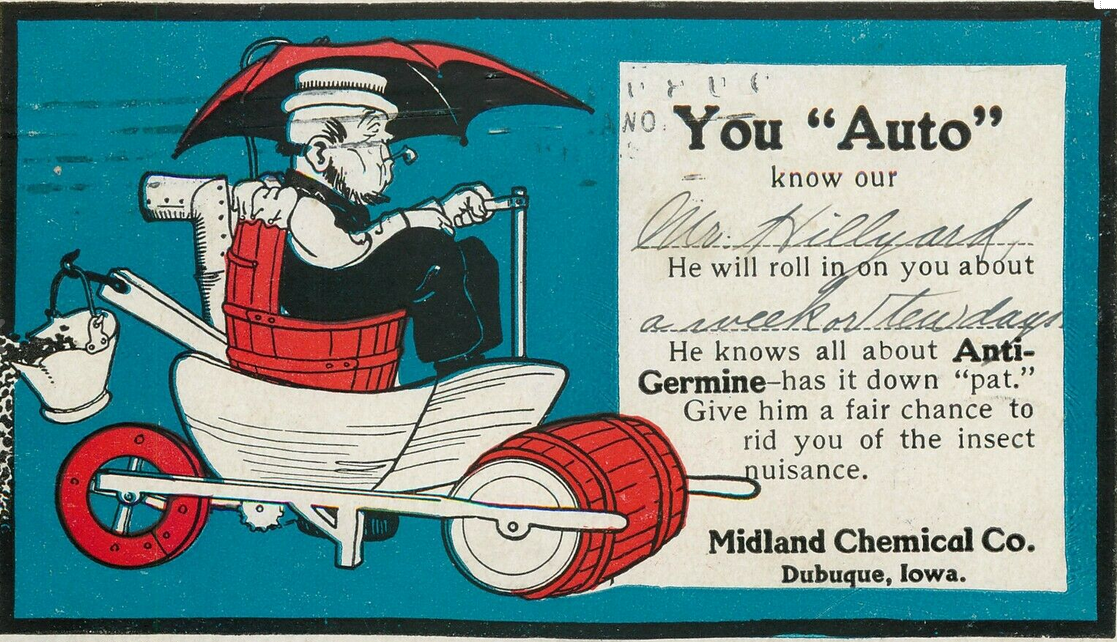 NO.
You “Auto”
know our
Mr. Hillyard
He will roll in on you about
a week or ten days
He knows all about Anti-
Germine–has it down “pat.”
Give him a fair chance to
rid you of the insect
nuisance.
Midland Chemical Co.
Dubuque, Iowa.